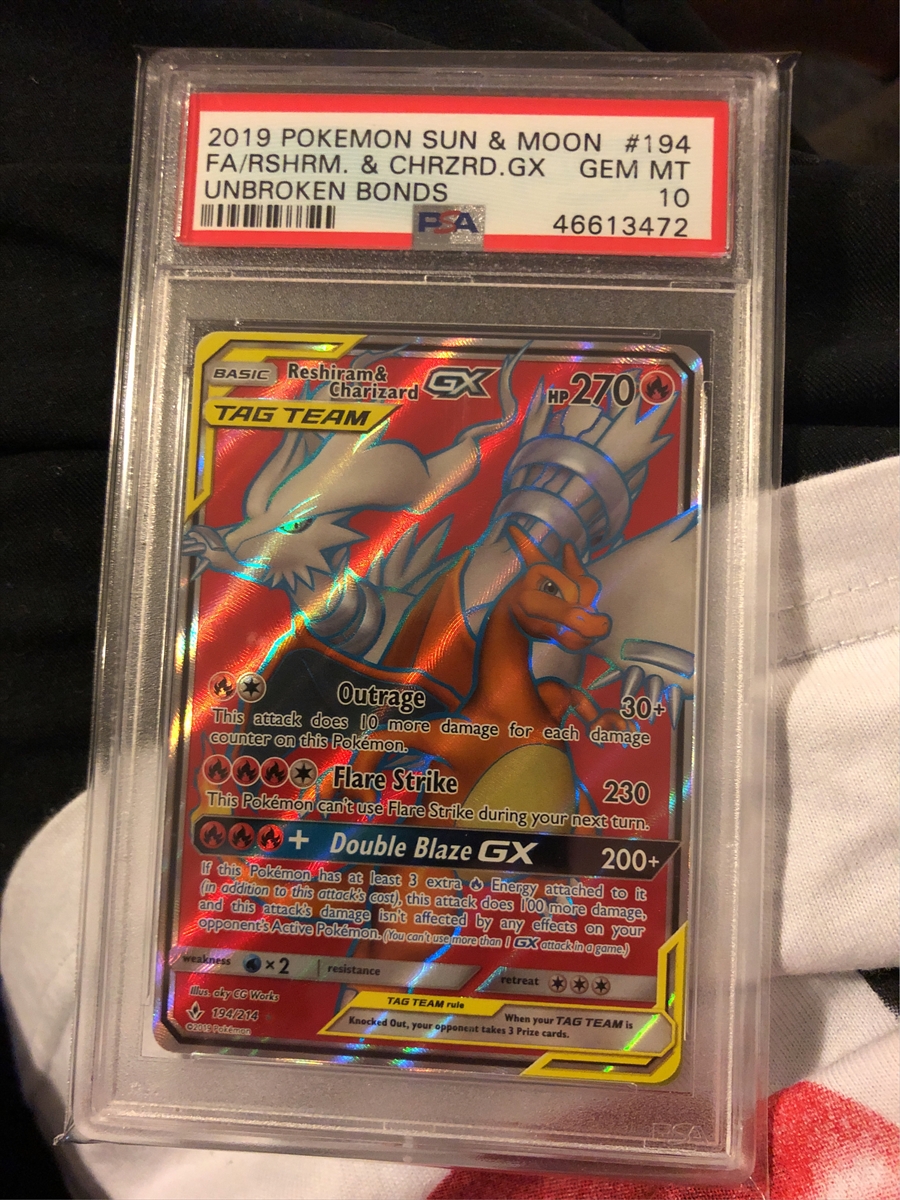 2019 POKEMON SUN & MOON #194
FA/RSHRM. & CHRZRD.GX GEM MT
UNBROKEN BONDS 10
PSA 46613472
BASIC Reshiram& Charizard GX HP270
TAG TEAM
Outrage 30+
This attack does 10 more damage for each damage
counter on this Pokémon.
Flare Strike 230
This Pokémon can't use Flare Strike during your next turn.
+ Double Blaze GX 200+
If this Pokémon has at least 3 extra Energy attached to it
(in addition to this attack's cost), this attack does 100 more damage,
and this attack's damage isn't affected by any effects on your
opponent's Active Pokémon. (You can't use more than 1 GX attack in a game.)
weakness ×2 resistance
retreat
Illus. aky CG Works
194/214
©2019 Pokémon
TAG TEAM rule
When your TAG TEAM is
Knocked Out, your opponent takes 3 Prize cards.
PSA